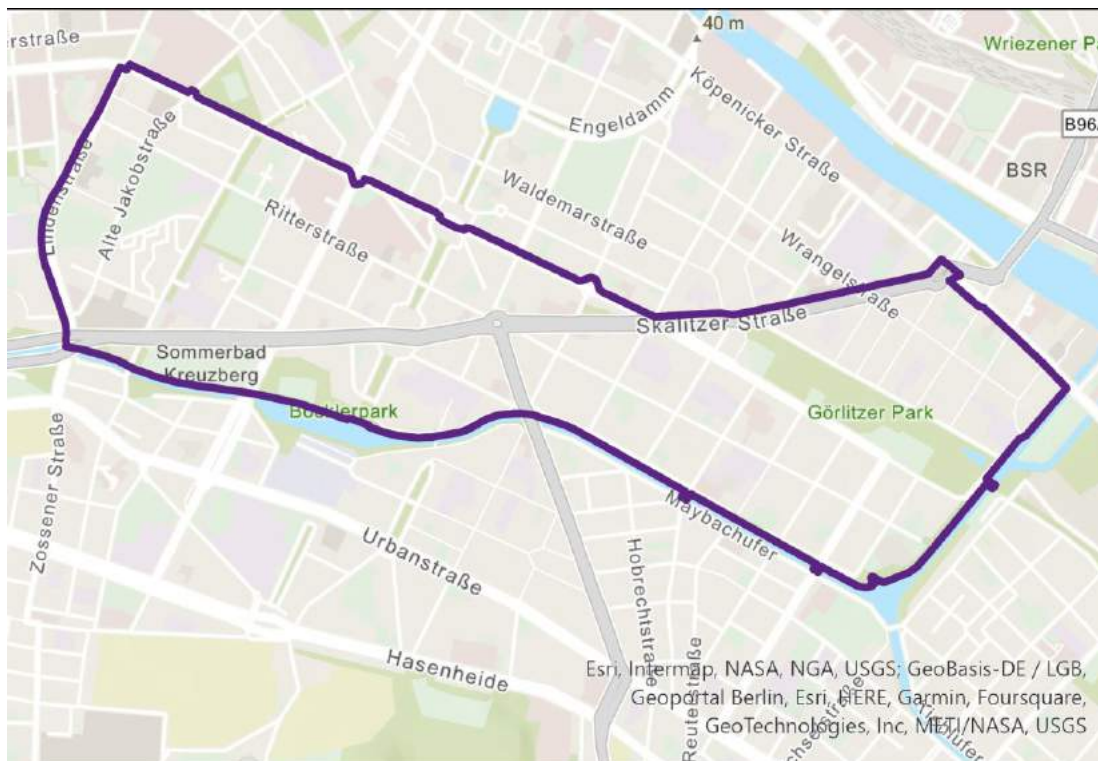 40 m
erstraße
Wriezener Pa
Köpenicker Straße
Engeldamm
B96
BSR
Lindenstraße
Alte Jakobstraße
Waldemarstraße
Ritterstraße
Wrangelstraße
Skalitzer Straße
Sommerbad
Kreuzberg
Böcklerpark
Görlitzer Park
Zossener Straße
Maybachufer
Urbanstraße
Hobrechtstraße
Hasenheide
Reuterstraße
Esri, Intermap, NASA, NGA, USGS; GeoBasis-DE / LGB,
Geoportal Berlin, Esri, HERE, Garmin, Foursquare,
GeoTechnologies, Inc, METI/NASA, USGS